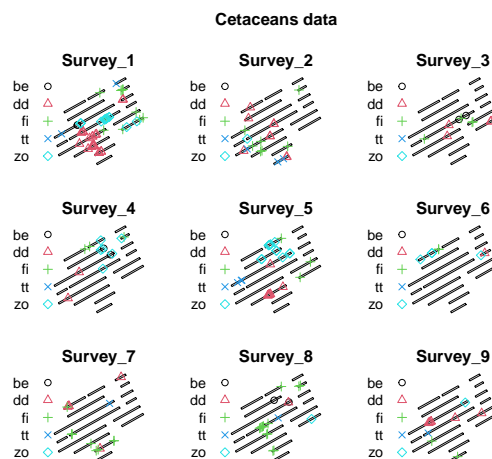 Cetaceans data
Survey_1
be
dd
fi
tt
zo
Survey_2
be
dd
fi
tt
zo
Survey_3
be
dd
fi
tt
zo
Survey_4
be
dd
fi
tt
zo
Survey_5
be
dd
fi
tt
zo
Survey_6
be
dd
fi
tt
zo
Survey_7
be
dd
fi
tt
zo
Survey_8
be
dd
fi
tt
zo
Survey_9
be
dd
fi
tt
zo